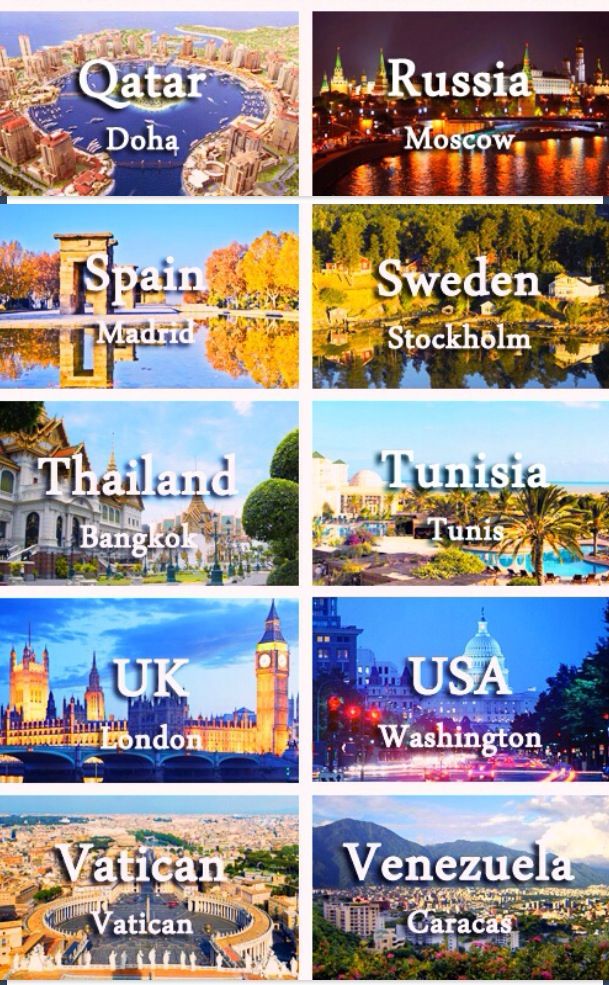 Qatar
Doha
Russia
Moscow
Spain
Madrid
Sweden
Stockholm
Thailand
Bangkok
Tunisia
Tunis
UK
London
USA
Washington
Vatican
Vatican
Venezuela
Caracas